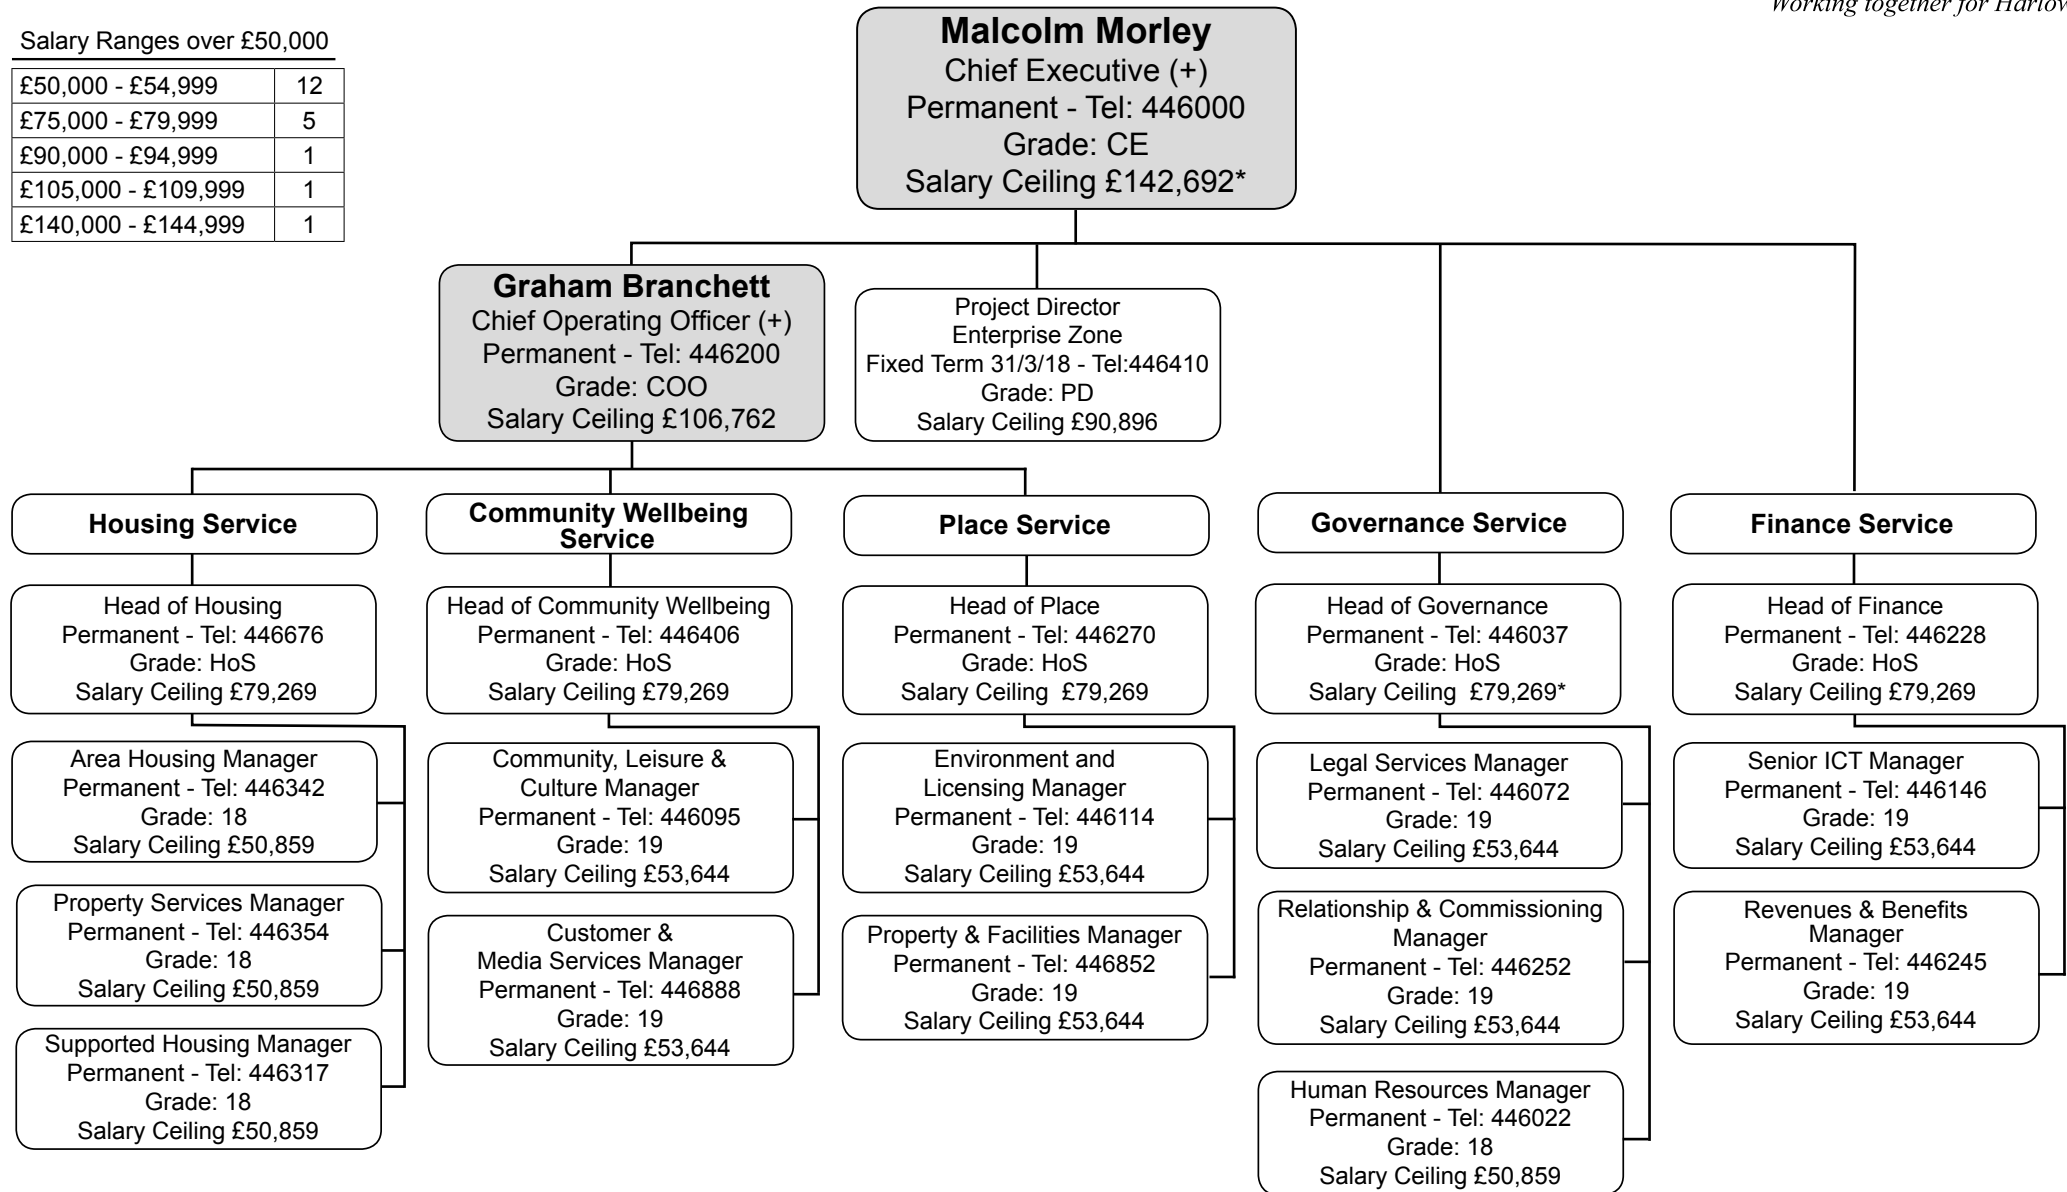 Working together for Harlow
Salary Ranges over £50,000
£50,000 - £54,999 12
£75,000 - £79,999 5
£90,000 - £94,999 1
£105,000 - £109,999 1
£140,000 - £144,999 1
Malcolm Morley
Chief Executive (+)
Permanent - Tel: 446000
Grade: CE
Salary Ceiling £142,692*
Graham Branchett
Chief Operating Officer (+)
Permanent - Tel: 446200
Grade: COO
Salary Ceiling £106,762
Project Director
Enterprise Zone
Fixed Term 31/3/18 - Tel:446410
Grade: PD
Salary Ceiling £90,896
Housing Service
Head of Housing
Permanent - Tel: 446676
Grade: HoS
Salary Ceiling £79,269
Area Housing Manager
Permanent - Tel: 446342
Grade: 18
Salary Ceiling £50,859
Property Services Manager
Permanent - Tel: 446354
Grade: 18
Salary Ceiling £50,859
Supported Housing Manager
Permanent - Tel: 446317
Grade: 18
Salary Ceiling £50,859
Community Wellbeing
Service
Head of Community Wellbeing
Permanent - Tel: 446406
Grade: HoS
Salary Ceiling £79,269
Community, Leisure &
Culture Manager
Permanent - Tel: 446095
Grade: 19
Salary Ceiling £53,644
Customer &
Media Services Manager
Permanent - Tel: 446888
Grade: 19
Salary Ceiling £53,644
Place Service
Head of Place
Permanent - Tel: 446270
Grade: HoS
Salary Ceiling £79,269
Environment and
Licensing Manager
Permanent - Tel: 446114
Grade: 19
Salary Ceiling £53,644
Property & Facilities Manager
Permanent - Tel: 446852
Grade: 19
Salary Ceiling £53,644
Governance Service
Head of Governance
Permanent - Tel: 446037
Grade: HoS
Salary Ceiling £79,269*
Legal Services Manager
Permanent - Tel: 446072
Grade: 19
Salary Ceiling £53,644
Relationship & Commissioning
Manager
Permanent - Tel: 446252
Grade: 19
Salary Ceiling £53,644
Human Resources Manager
Permanent - Tel: 446022
Grade: 18
Salary Ceiling £50,859
Finance Service
Head of Finance
Permanent - Tel: 446228
Grade: HoS
Salary Ceiling £79,269
Senior ICT Manager
Permanent - Tel: 446146
Grade: 19
Salary Ceiling £53,644
Revenues & Benefits
Manager
Permanent - Tel: 446245
Grade: 19
Salary Ceiling £53,644